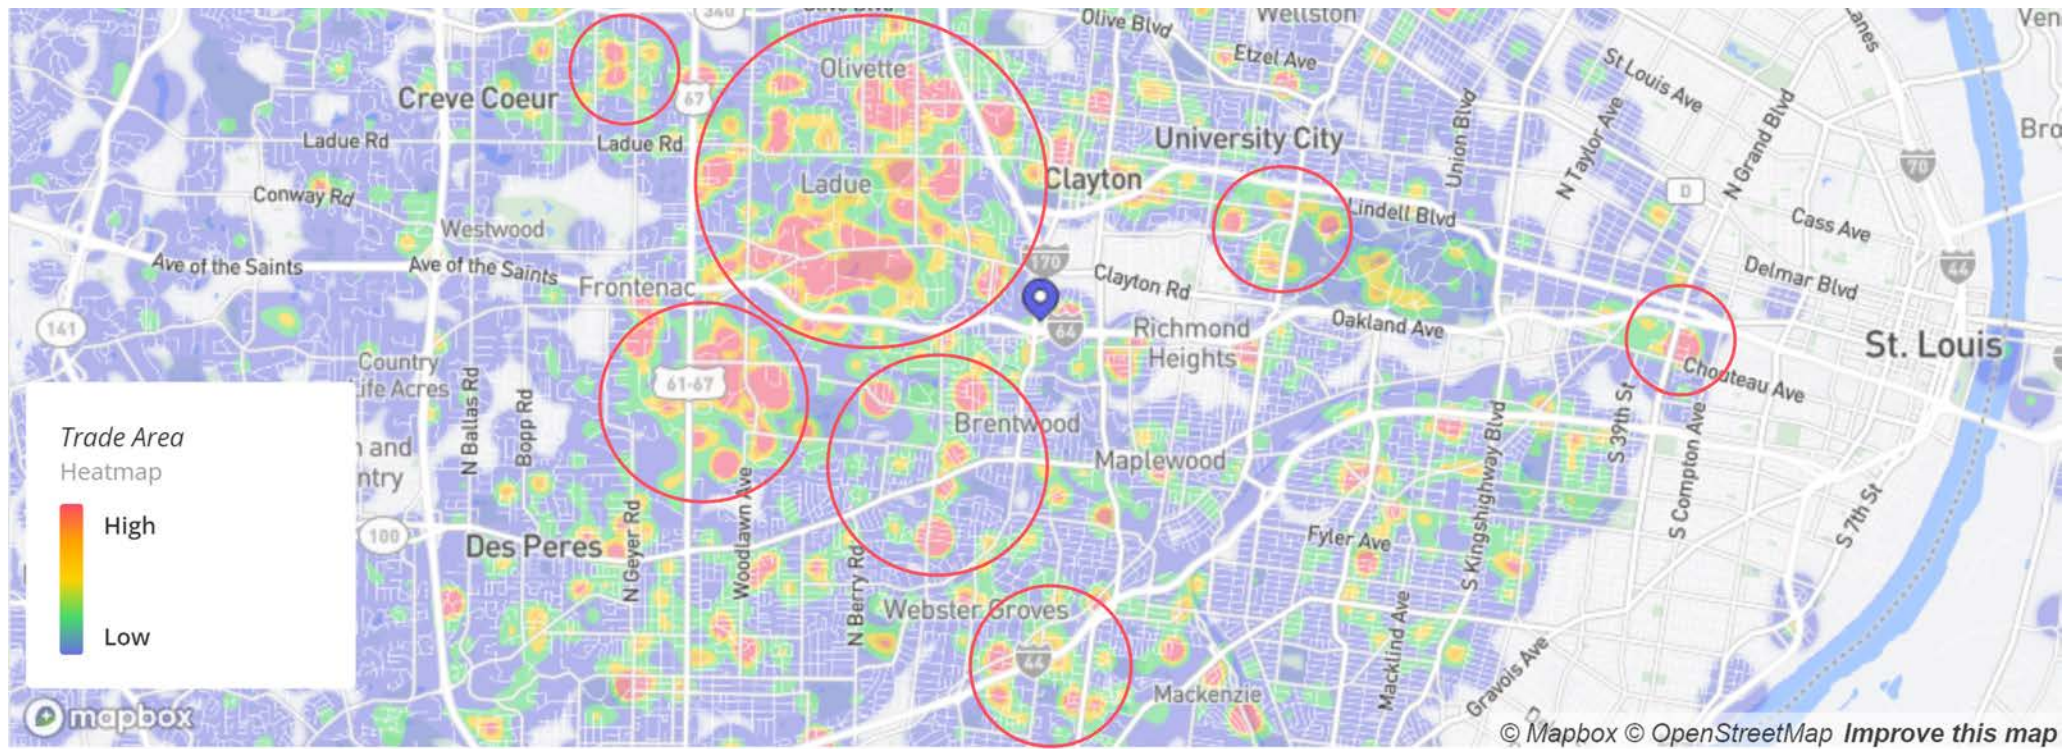 340
Olive Blvd
Wellston
Ven
Olivette
Etzel Ave
St Louis Ave
Creve Coeur
67
Union Blvd
N Taylor Ave
N Grand Blvd
70
Bro
Ladue Rd
Ladue Rd
University City
Conway Rd
Ladue
Clayton
D
Lindell Blvd
Cass Ave
Westwood
Ave of the Saints
Ave of the Saints
Frontenac
170
Clayton Rd
Delmar Blvd
44
141
64
Richmond
Heights
Oakland Ave
St. Louis
Country
Life Acres
61-67
Chouteau Ave
N Ballas Rd
Bopp Rd
Brentwood
Maplewood
S 39th St
S Compton Ave
S Kingshighway Blvd
S 7th St
Trade Area
Heatmap
High
Low
and
ntry
100
Des Peres
N Geyer Rd
Woodlawn Ave
N Berry Rd
Fyler Ave
Webster Groves
44
Mackenzie
Macklind Ave
Gravois Ave
mapbox
© Mapbox © OpenStreetMap Improve this map